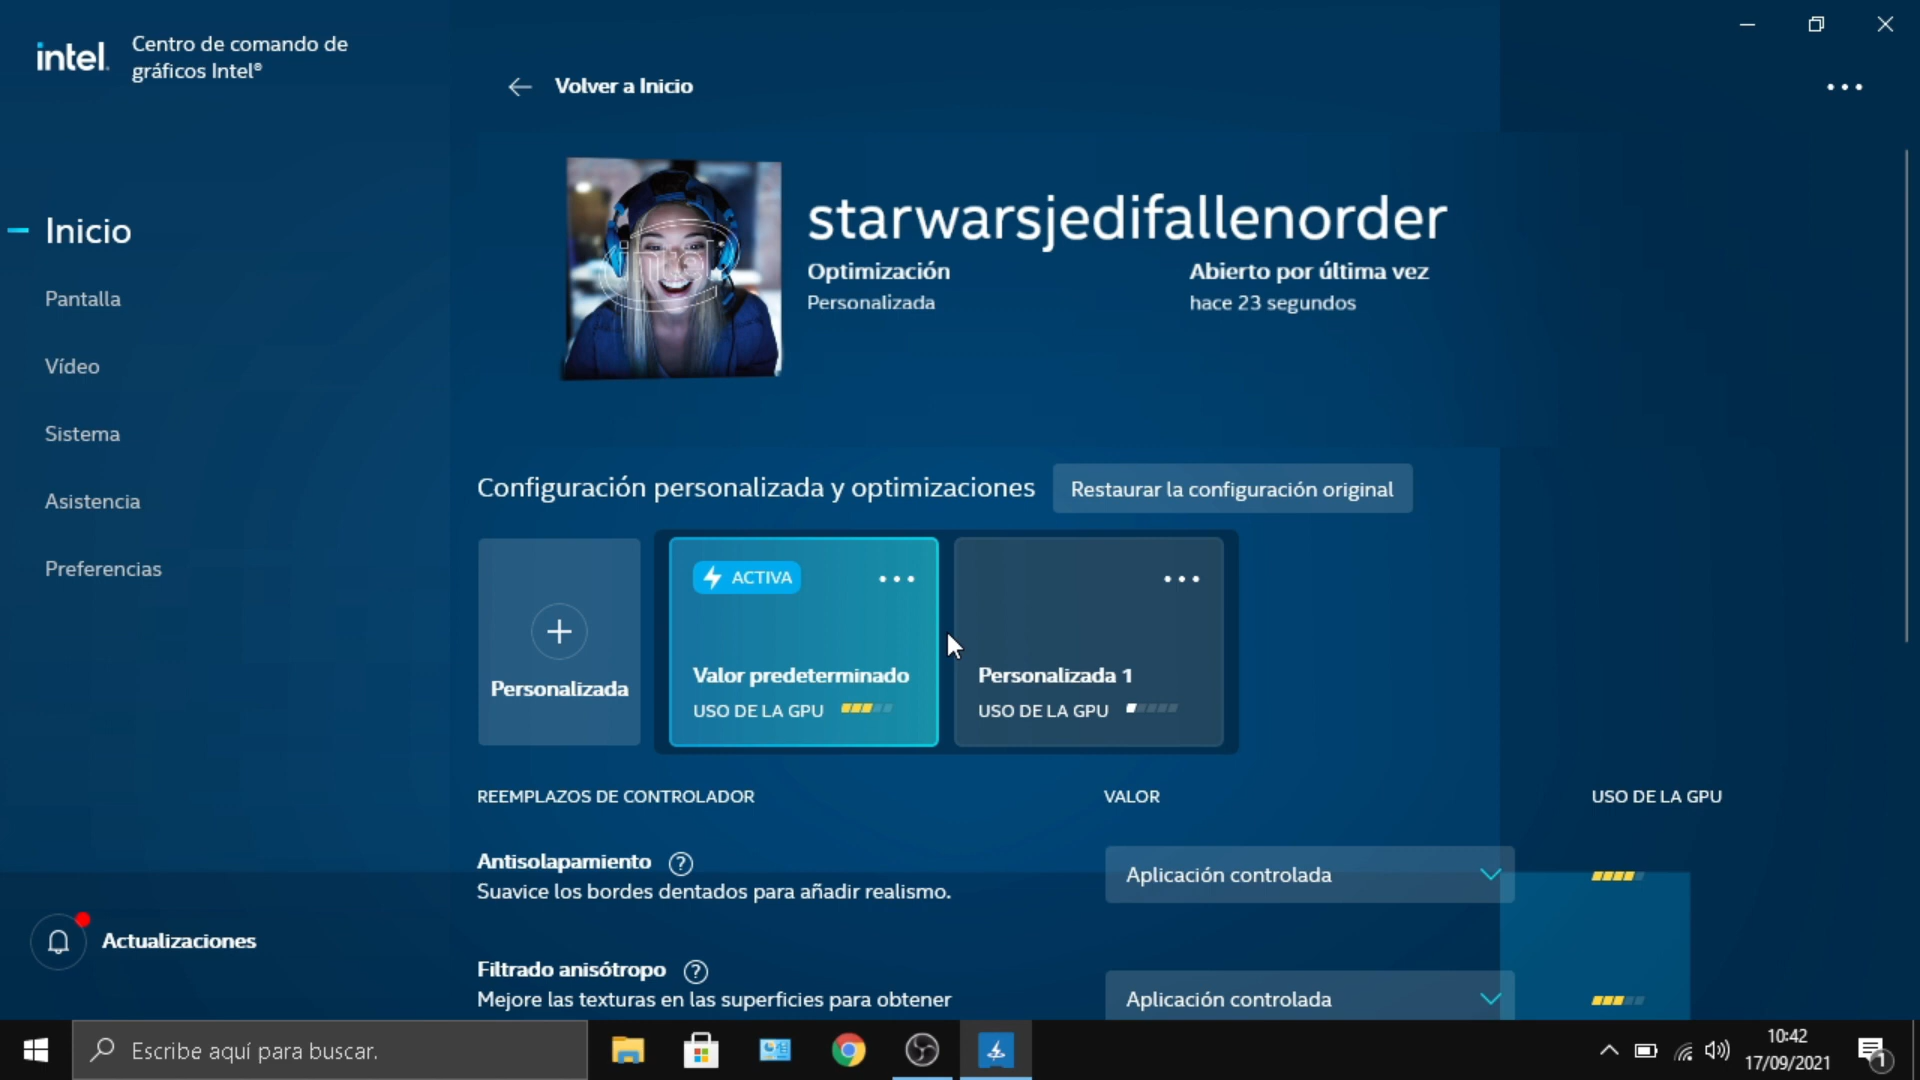 intel.
Centro de comando de
gráficos Intel®
Volver a Inicio
starwarsjedifallenorder
Optimización
Personalizada
Abierto por última vez
hace 23 segundos
Inicio
Pantalla
Vídeo
Sistema
Asistencia
Preferencias
Actualizaciones
Configuración personalizada y optimizaciones
Restaurar la configuración original
Personalizada
ACTIVA
Valor predeterminado
USO DE LA GPU
Personalizada 1
USO DE LA GPU
REEMPLAZOS DE CONTROLADOR
VALOR
USO DE LA GPU
Antisolapamiento ?
Suavice los bordes dentados para añadir realismo.
Aplicación controlada
Filtrado anisótropo ?
Mejore las texturas en las superficies para obtener
Aplicación controlada
Escribe aquí para buscar.
10:42
17/09/2021
1